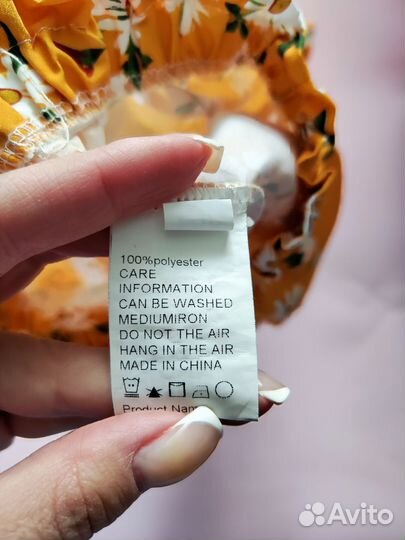 100%polyester
CARE
INFORMATION
CAN BE WASHED
MEDIUMIRON
DO NOT THE AIR
HANG IN THE AIR
MADE IN CHINA
Product Name
Avito